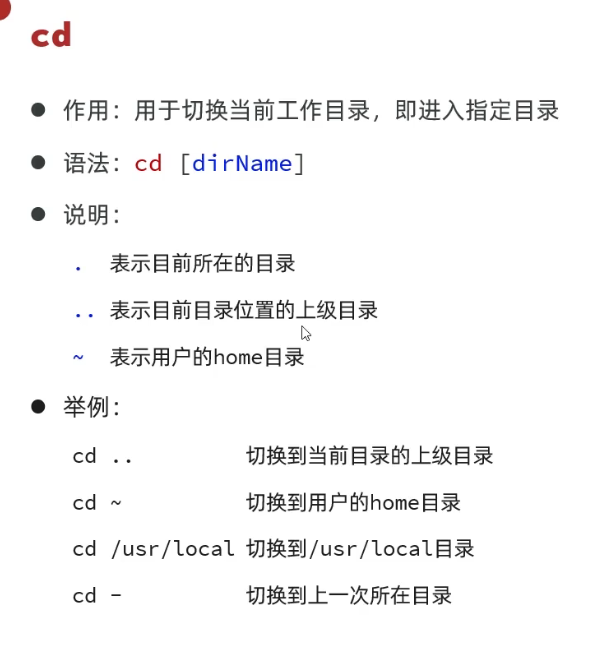 cd
作用：用于切换当前工作目录，即进入指定目录
语法：cd [dirName]
说明：
. 表示目前所在的目录
.. 表示目前目录位置的上级目录
~ 表示用户的home目录
举例：
cd .. 切换到当前目录的上级目录
cd ~ 切换到用户的home目录
cd /usr/local 切换到/usr/local目录
cd - 切换到上一次所在目录